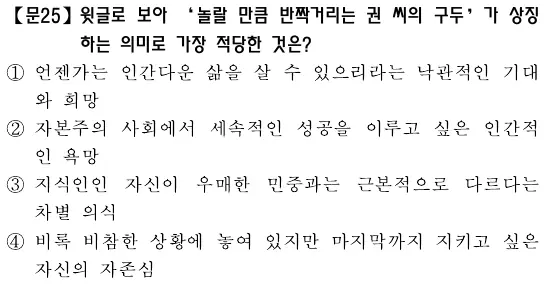 【문25】 윗글로 보아 ‘놀랄 만큼 반짝거리는 권 씨의 구두’가 상징
하는 의미로 가장 적당한 것은?
① 언젠가는 인간다운 삶을 살 수 있으리라는 낙관적인 기대
와 희망
② 자본주의 사회에서 세속적인 성공을 이루고 싶은 인간적
인 욕망
③ 지식인인 자신이 우매한 민중과는 근본적으로 다르다는
차별 의식
④ 비록 비참한 상황에 놓여 있지만 마지막까지 지키고 싶은
자신의 자존심